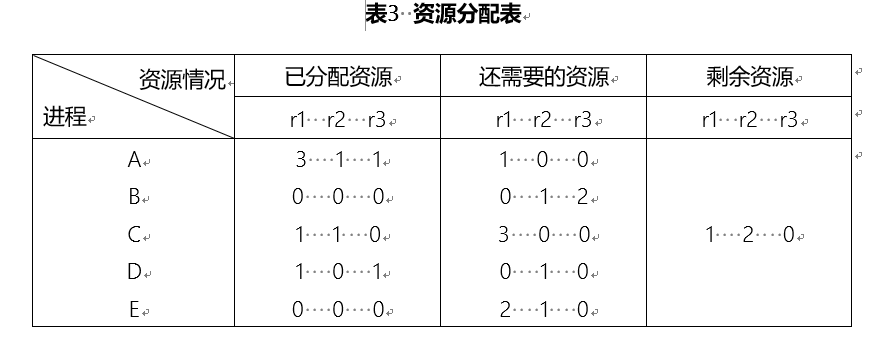 表3 资源分配表
资源情况 已分配资源 还需要的资源 剩余资源
进程 r1 r2 r3 r1 r2 r3 r1 r2 r3
A 3 1 1 1 0 0
B 0 0 0 0 1 2
C 1 1 0 3 0 0 1 2 0
D 1 0 1 0 1 0
E 0 0 0 2 1 0